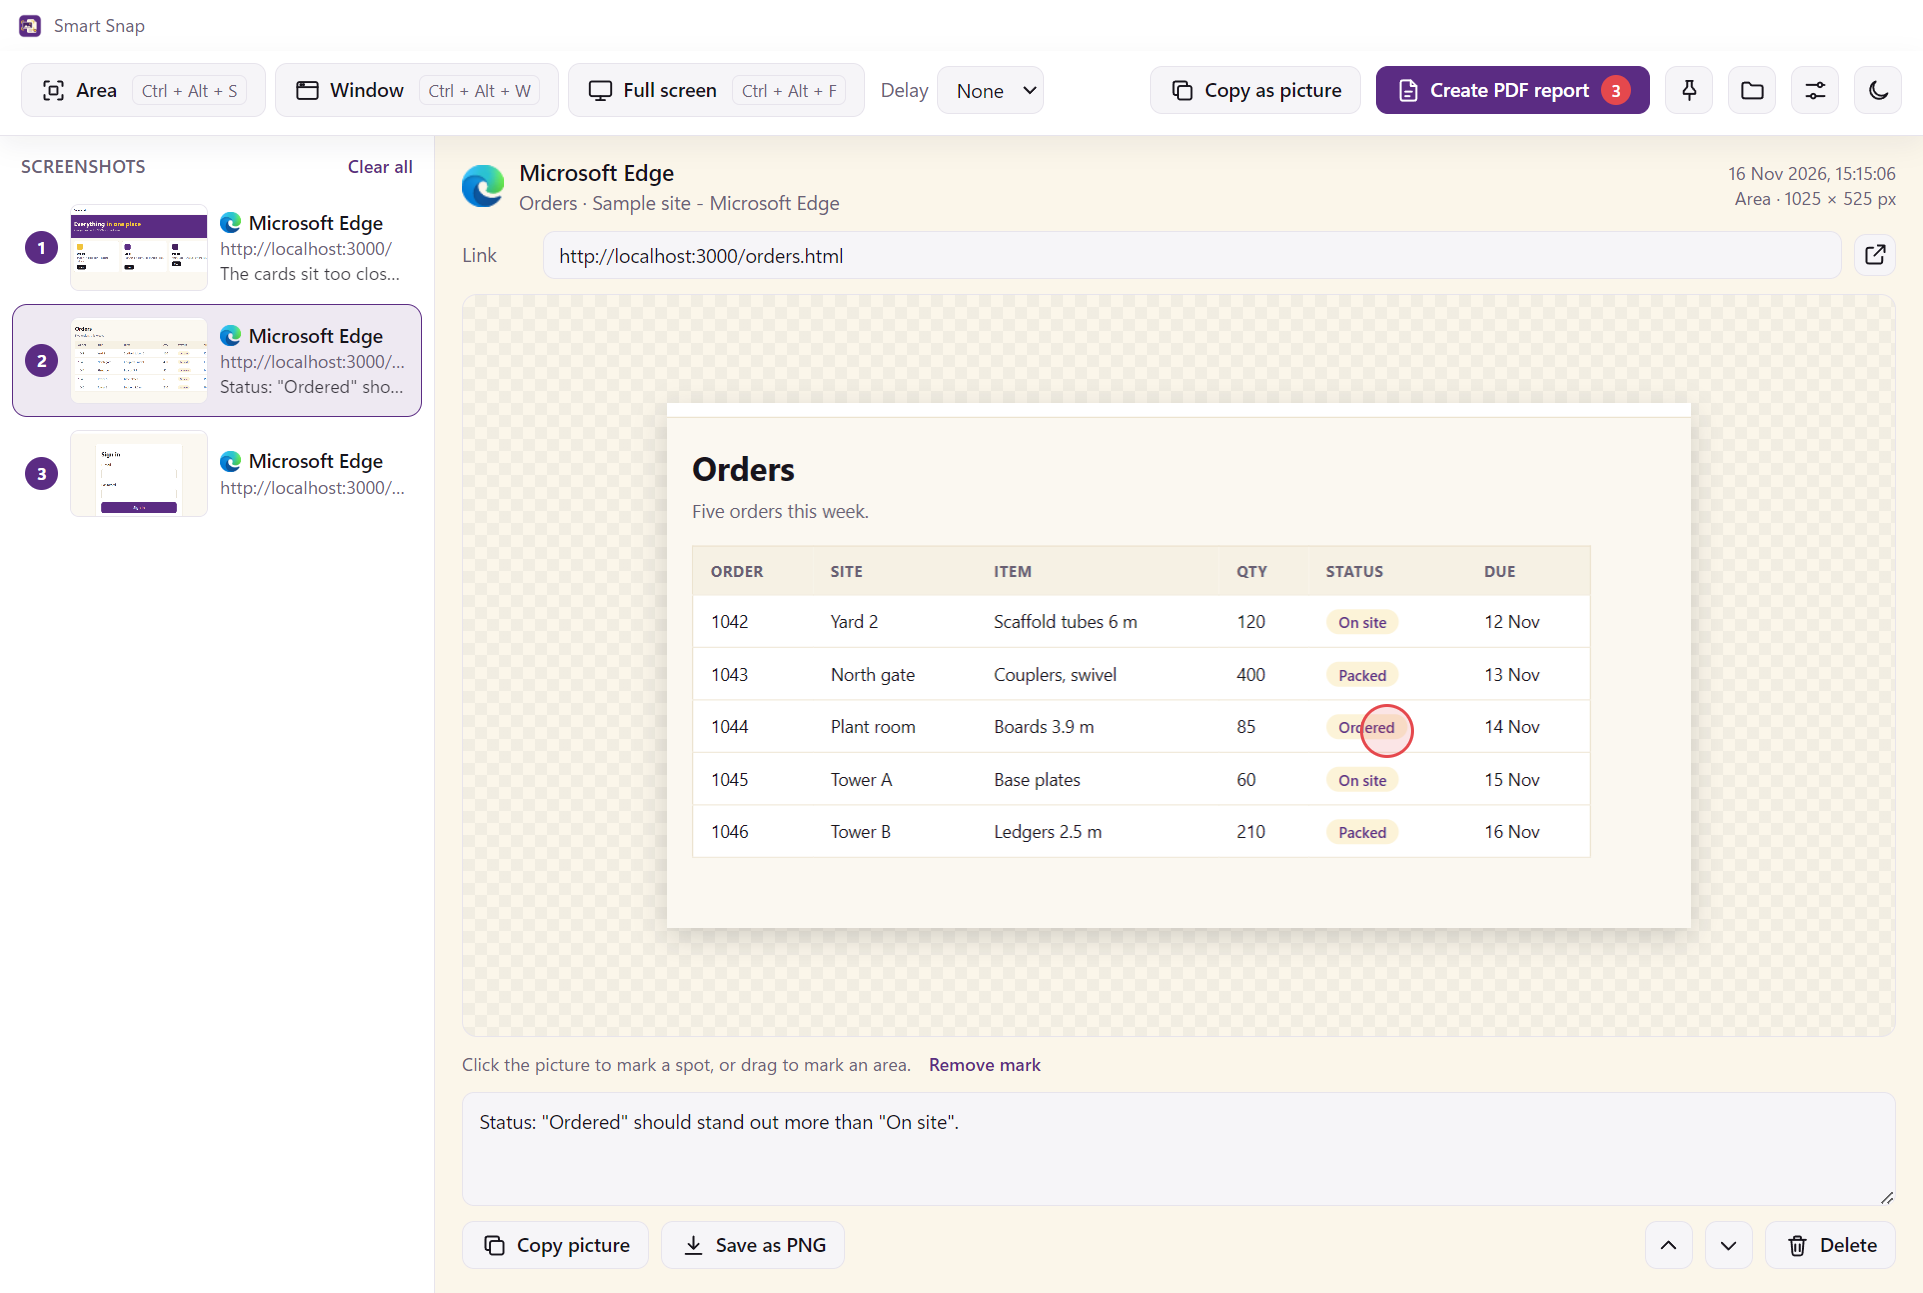 Smart Snap
Area Ctrl + Alt + S Window Ctrl + Alt + W Full screen Ctrl + Alt + F Delay None Copy as picture Create PDF report 3
SCREENSHOTS Clear all
1
Everything in one place
Microsoft Edge
http://localhost:3000/
The cards sit too clos...
2
Orders
Microsoft Edge
http://localhost:3000/...
Status: "Ordered" sho...
3
Sign in
Microsoft Edge
http://localhost:3000/...
Microsoft Edge
Orders · Sample site - Microsoft Edge
16 Nov 2026, 15:15:06
Area · 1025 × 525 px
Link http://localhost:3000/orders.html
Orders
Five orders this week.
ORDER SITE ITEM QTY STATUS DUE
1042 Yard 2 Scaffold tubes 6 m 120 On site 12 Nov
1043 North gate Couplers, swivel 400 Packed 13 Nov
1044 Plant room Boards 3.9 m 85 Ordered 14 Nov
1045 Tower A Base plates 60 On site 15 Nov
1046 Tower B Ledgers 2.5 m 210 Packed 16 Nov
Click the picture to mark a spot, or drag to mark an area. Remove mark
Status: "Ordered" should stand out more than "On site".
Copy picture Save as PNG Delete